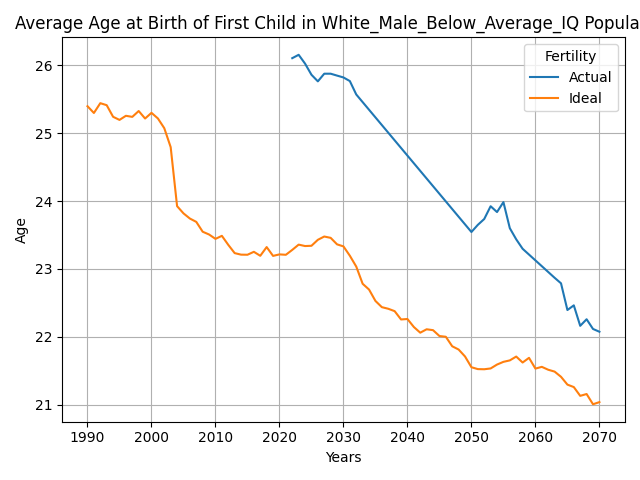 Average Age at Birth of First Child in White_Male_Below_Average_IQ Popula
Fertility
Actual
Ideal
26
25
24
23
22
21
Age
1990 2000 2010 2020 2030 2040 2050 2060 2070
Years